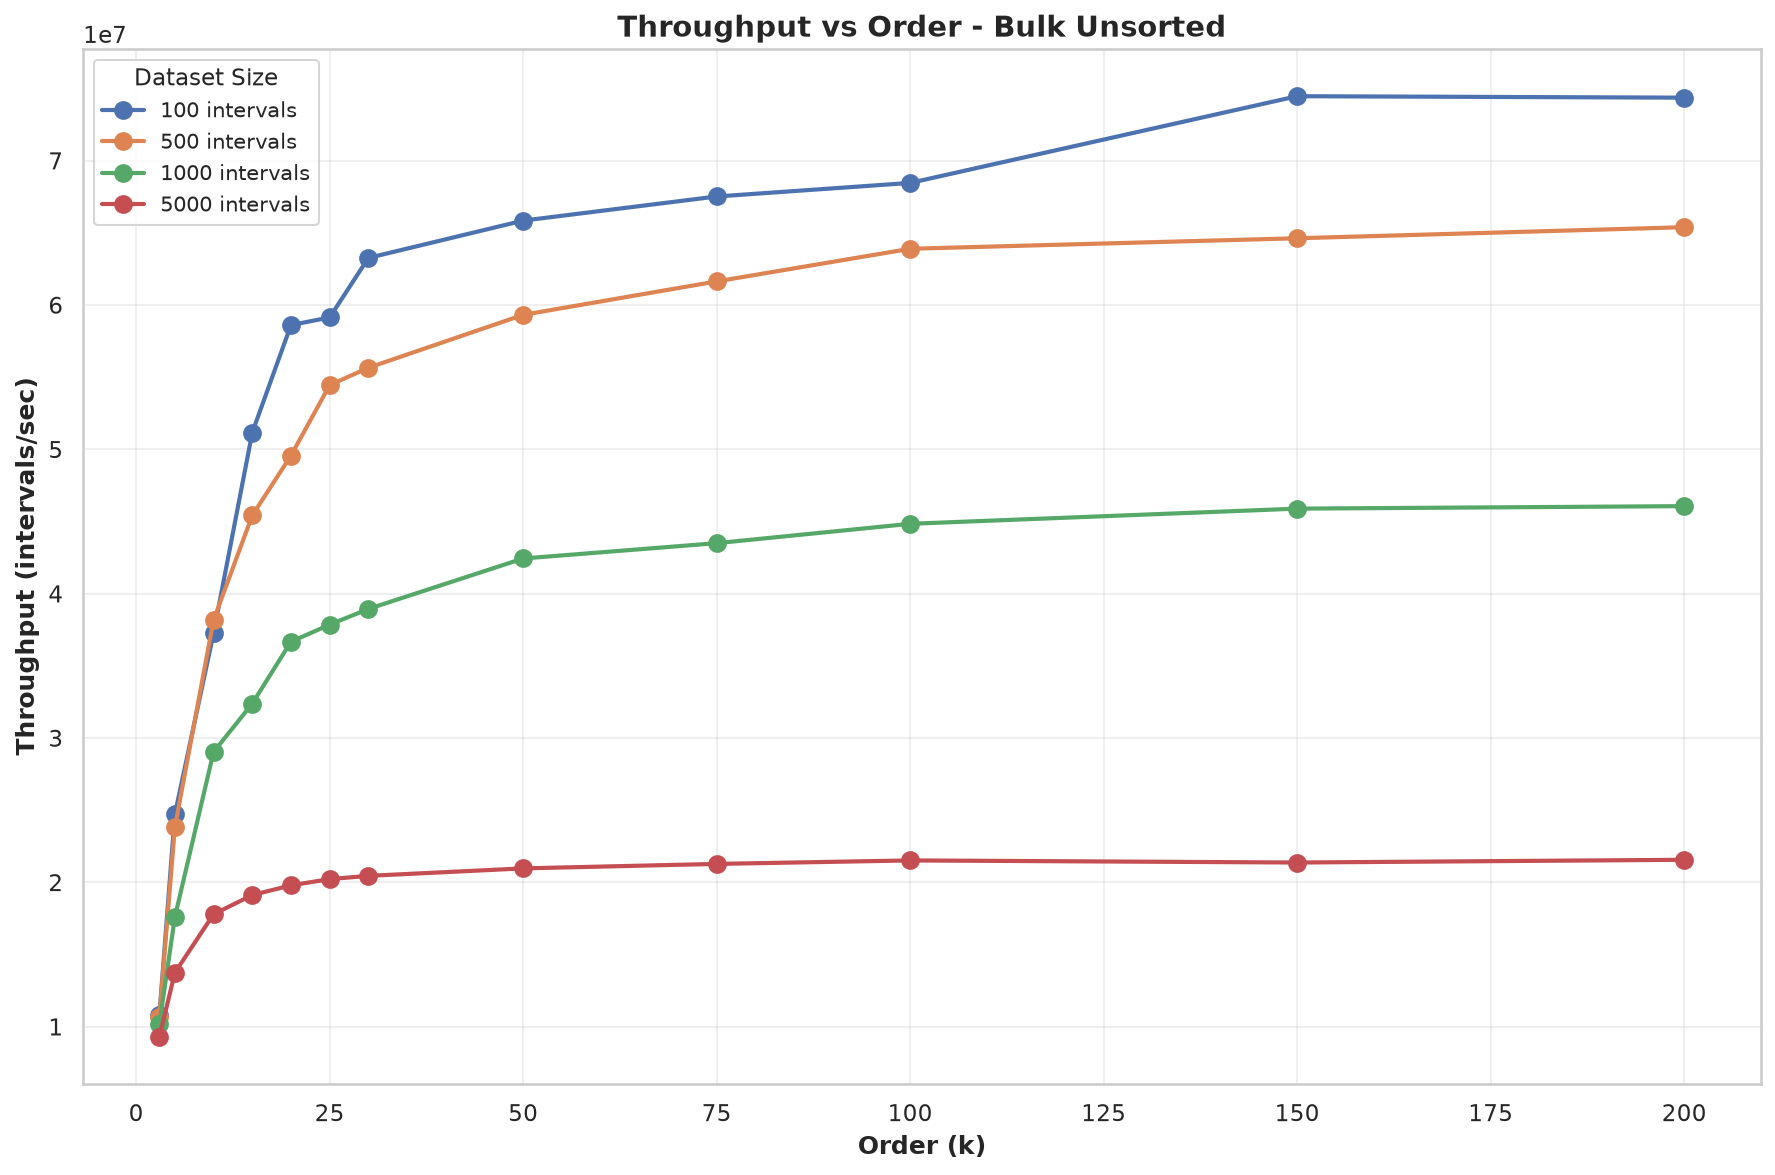 Throughput vs Order - Bulk Unsorted
1e7
Dataset Size
100 intervals
500 intervals
1000 intervals
5000 intervals
7
6
5
4
3
2
1
Throughput (intervals/sec)
0 25 50 75 100 125 150 175 200
Order (k)